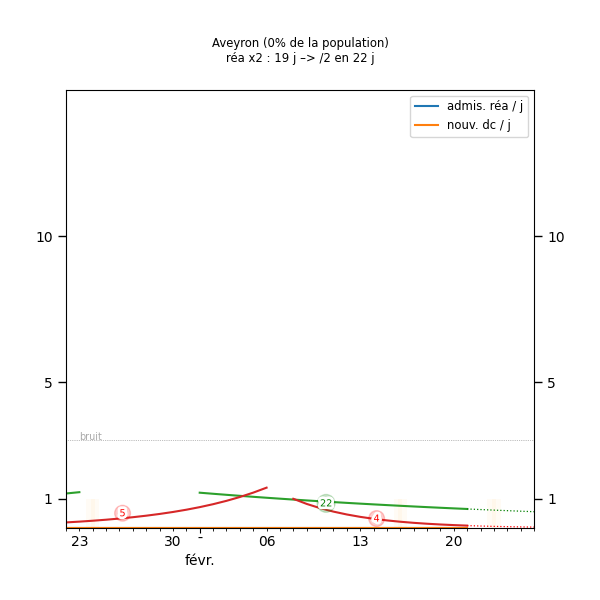 Aveyron (0% de la population)
réa x2 : 19 j –> /2 en 22 j
admis. réa / j
nouv. dc / j
10
10
5
5
bruit
1
1
5
22
4
23
30
-
06
13
20
févr.